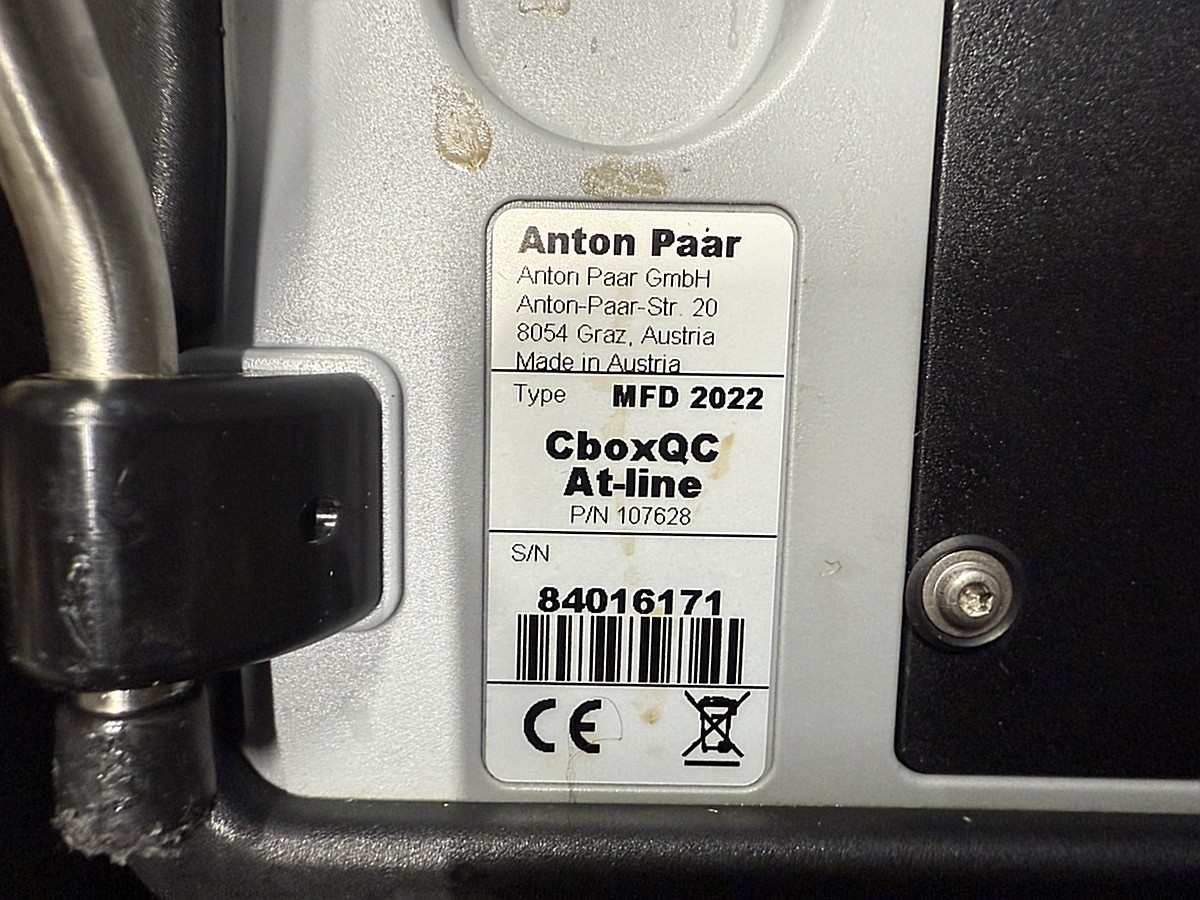 Anton Paar
Anton Paar GmbH
Anton-Paar-Str. 20
8054 Graz, Austria
Made in Austria
Type MFD 2022
CboxQC
At-line
P/N 107628
S/N
84016171
CE